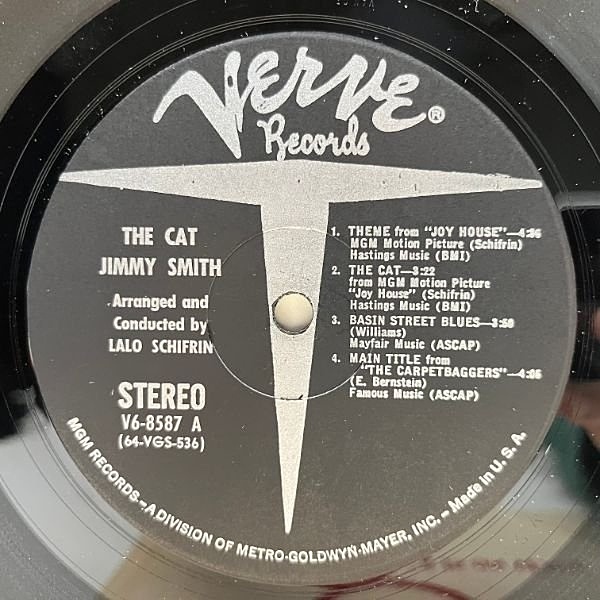 Verve®
Records
THE CAT
JIMMY SMITH
Arranged and
Conducted by
LALO SCHIFRIN
STEREO
V6-8587 A
(64-VGS-536)
1. THEME from "JOY HOUSE"—4:36
MGM Motion Picture (Schifrin)
Hastings Music (BMI)
2. THE CAT—3:22
from MGM Motion Picture
"Joy House" (Schifrin)
Hastings Music (BMI)
3. BASIN STREET BLUES—3:50
(Williams)
Mayfair Music (ASCAP)
4. MAIN TITLE from
"THE CARPETBAGGERS"—4:05
(E. Bernstein)
Famous Music (ASCAP)
MGM RECORDS—A DIVISION OF METRO-GOLDWYN-MAYER, INC. – Made in U. S. A.